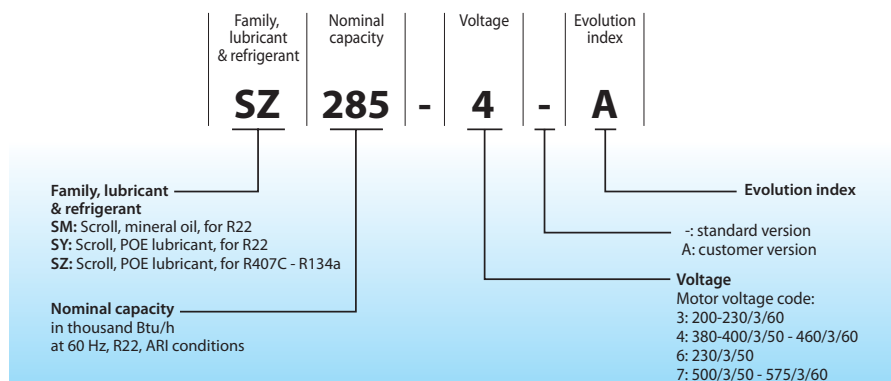 Family,
lubricant
& refrigerant
Nominal
capacity
Voltage
Evolution
index
SZ 285 - 4 - A
Family, lubricant
& refrigerant
SM: Scroll, mineral oil, for R22
SY: Scroll, POE lubricant, for R22
SZ: Scroll, POE lubricant, for R407C - R134a
Nominal capacity
in thousand Btu/h
at 60 Hz, R22, ARI conditions
Evolution index
-: standard version
A: customer version
Voltage
Motor voltage code:
3: 200-230/3/60
4: 380-400/3/50 - 460/3/60
6: 230/3/50
7: 500/3/50 - 575/3/60